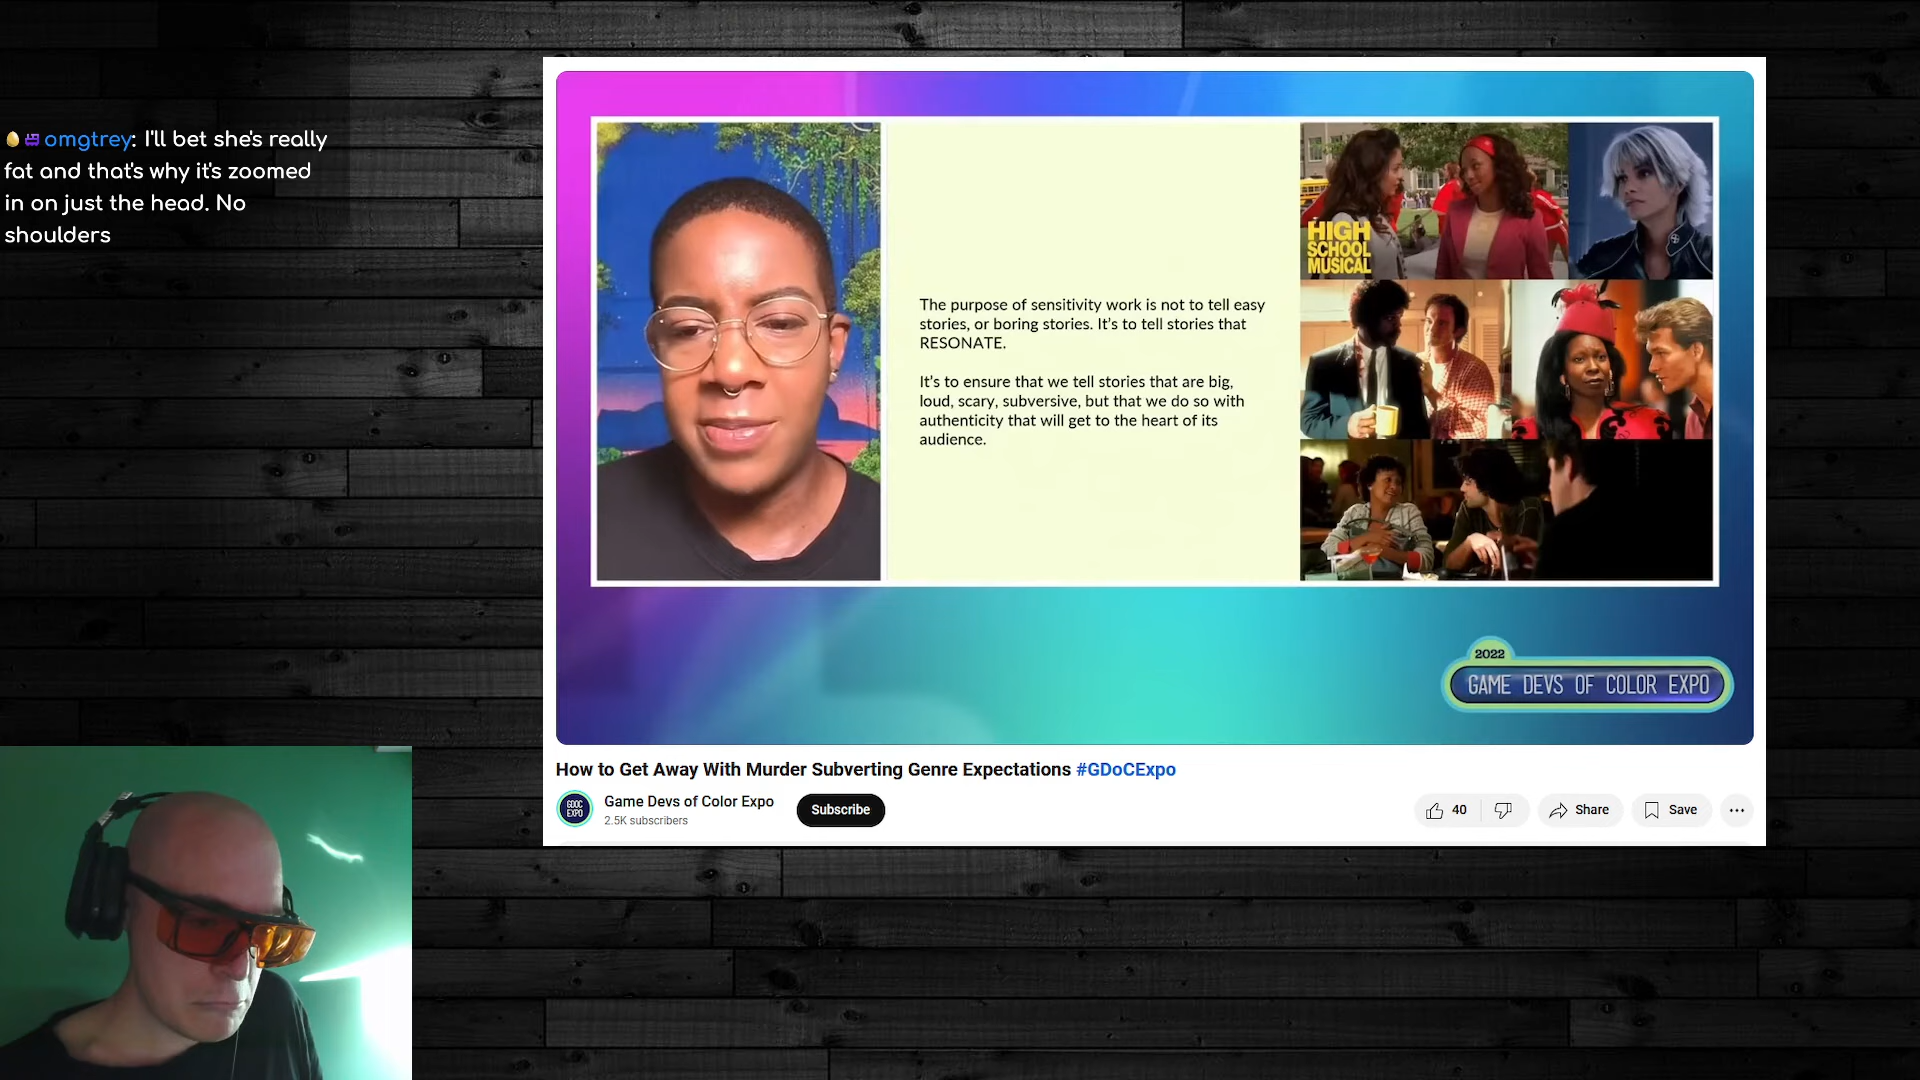 omgtrey: I'll bet she's really
fat and that's why it's zoomed
in on just the head. No
shoulders
The purpose of sensitivity work is not to tell easy
stories, or boring stories. It's to tell stories that
RESONATE.
It's to ensure that we tell stories that are big,
loud, scary, subversive, but that we do so with
authenticity that will get to the heart of its
audience.
HIGH
SCHOOL
MUSICAL
2022
GAME DEVS OF COLOR EXPO
How to Get Away With Murder Subverting Genre Expectations #GDoCExpo
GDOC
EXPO
Game Devs of Color Expo
2.5K subscribers
Subscribe
40
Share
Save